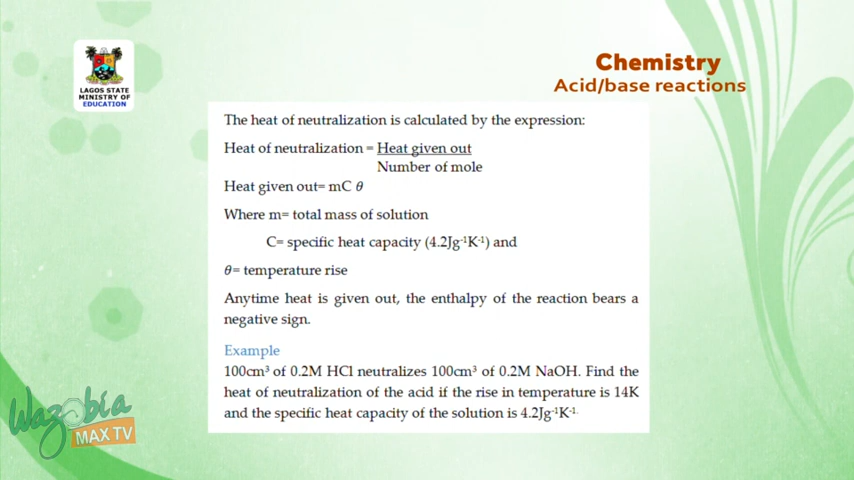 LAGOS STATE
MINISTRY OF
EDUCATION
Chemistry
Acid/base reactions
The heat of neutralization is calculated by the expression:
Heat of neutralization = Heat given out
Number of mole
Heat given out= mC θ
Where m= total mass of solution
C= specific heat capacity (4.2Jg⁻¹K⁻¹) and
θ= temperature rise
Anytime heat is given out, the enthalpy of the reaction bears a
negative sign.
Example
100cm³ of 0.2M HCl neutralizes 100cm³ of 0.2M NaOH. Find the
heat of neutralization of the acid if the rise in temperature is 14K
and the specific heat capacity of the solution is 4.2Jg⁻¹K⁻¹.
Wazobia
MAX TV